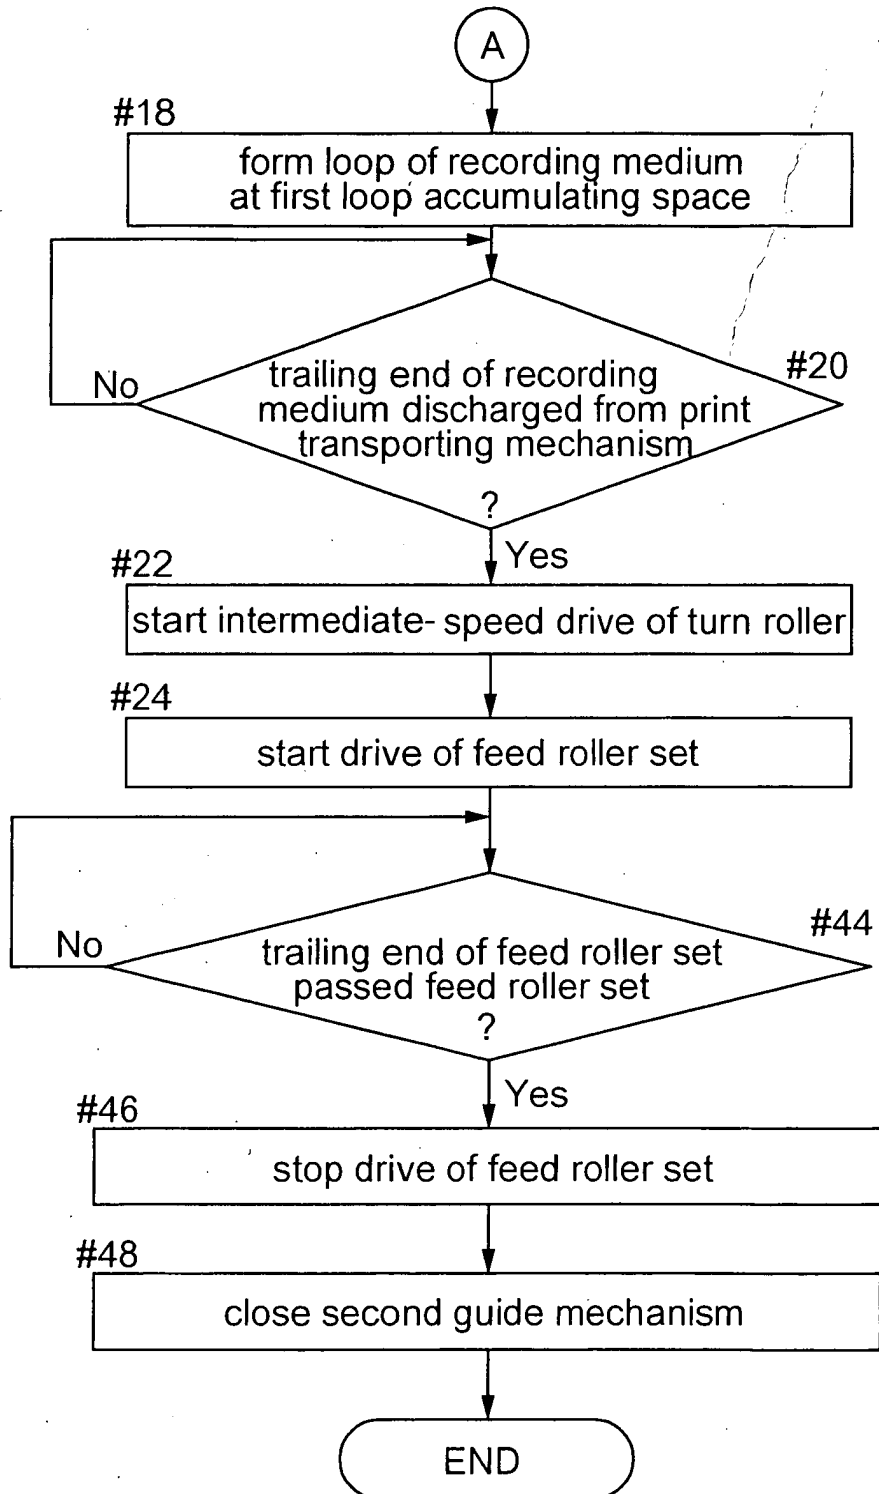 A
#18
form loop of recording medium
at first loop accumulating space
No
#20
trailing end of recording
medium discharged from print
transporting mechanism
?
Yes
#22
start intermediate- speed drive of turn roller
#24
start drive of feed roller set
No
#44
trailing end of feed roller set
passed feed roller set
?
Yes
#46
stop drive of feed roller set
#48
close second guide mechanism
END